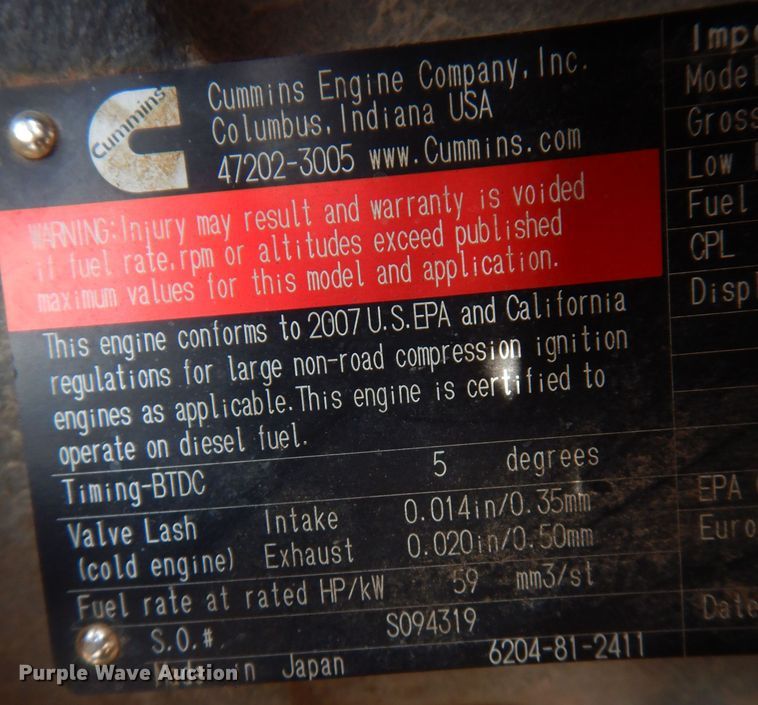 Cummins
Cummins Engine Company, Inc.
Columbus, Indiana USA
47202-3005 www.Cummins.com
WARNING: Injury may result and warranty is voided
if fuel rate, rpm or altitudes exceed published
maximum values for this model and application.
This engine conforms to 2007 U.S.EPA and California
regulations for large non-road compression ignition
engines as applicable. This engine is certified to
operate on diesel fuel.
Timing-BTDC 5 degrees
Valve Lash Intake 0.014in/0.35mm
(cold engine) Exhaust 0.020in/0.50mm
Fuel rate at rated HP/kW 59 mm3/st
S.O.# S094319
Made in Japan 6204-81-2411
Impo
Model
Gross
Low
Fuel
CPL
Displ
EPA
Euro
Date
Purple Wave Auction